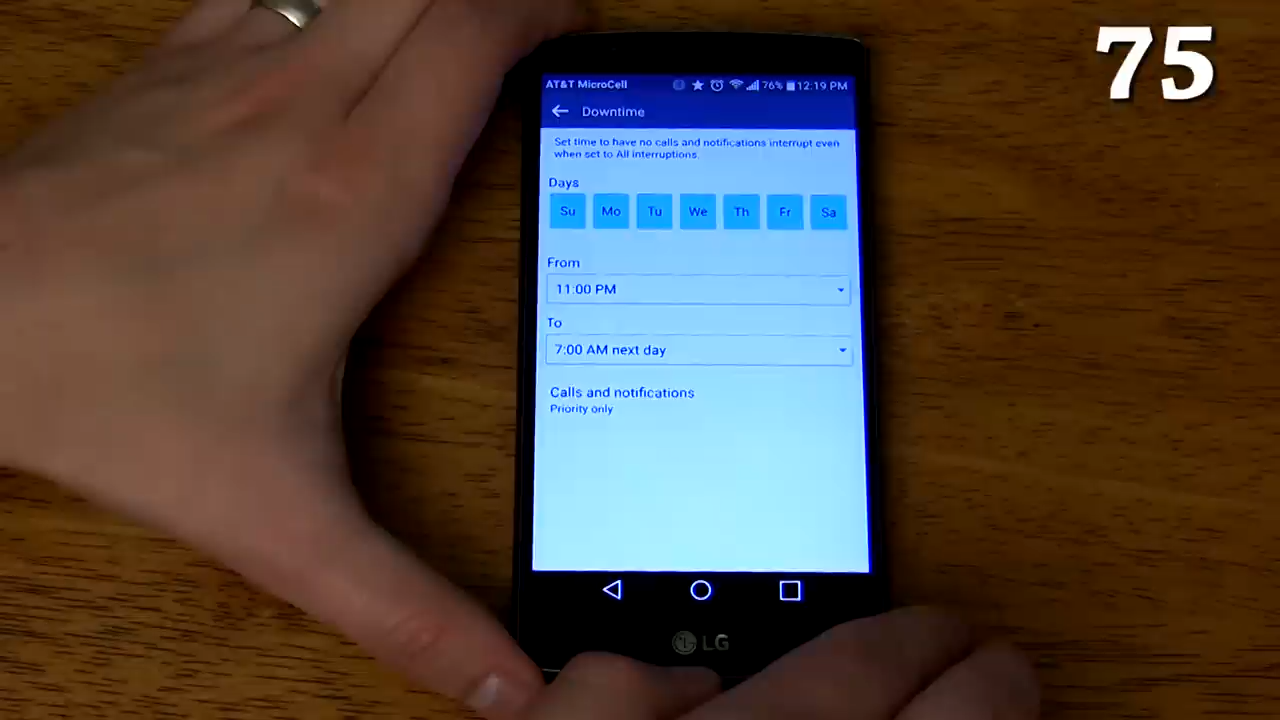 75
AT&T MicroCell 76% 12:19 PM
Downtime
Set time to have no calls and notifications interrupt even
when set to All interruptions.
Days
Su Mo Tu We Th Fr Sa
From
11:00 PM
To
7:00 AM next day
Calls and notifications
Priority only
LG